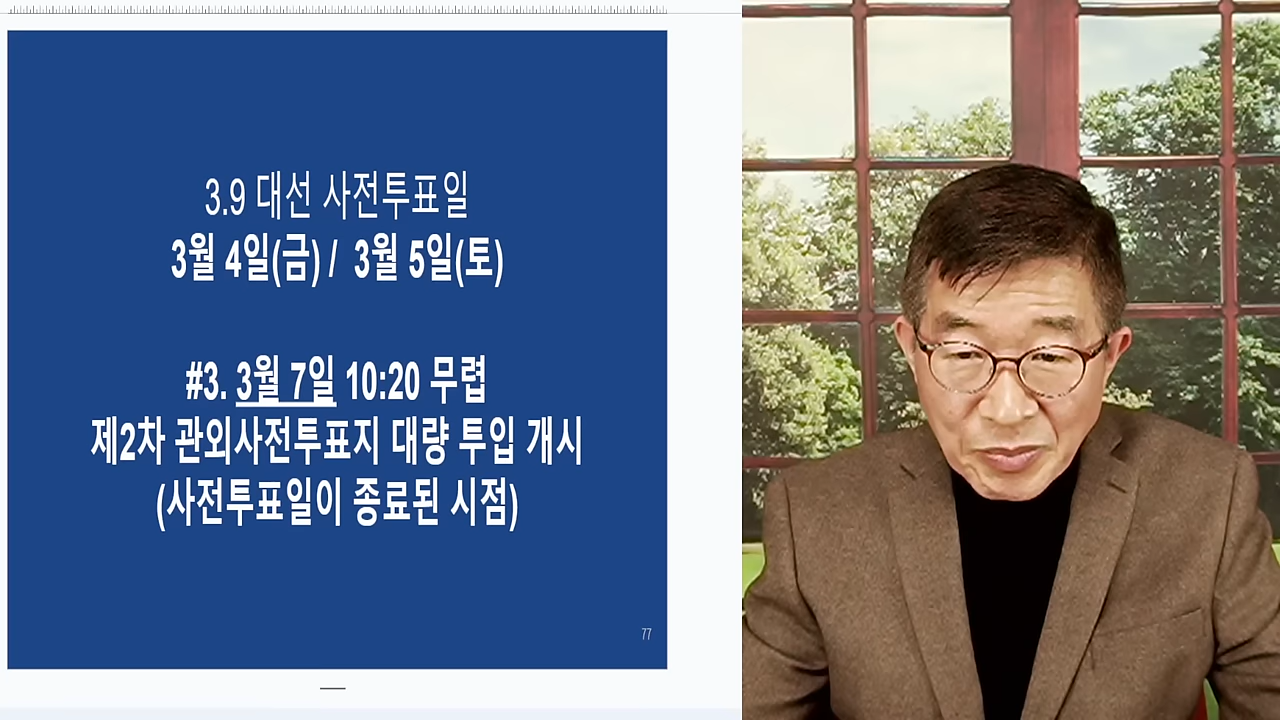 3.9 대선 사전투표일
3월 4일(금) / 3월 5일(토)
#3. 3월 7일 10:20 무렵
제2차 관외사전투표지 대량 투입 개시
(사전투표일이 종료된 시점)
77